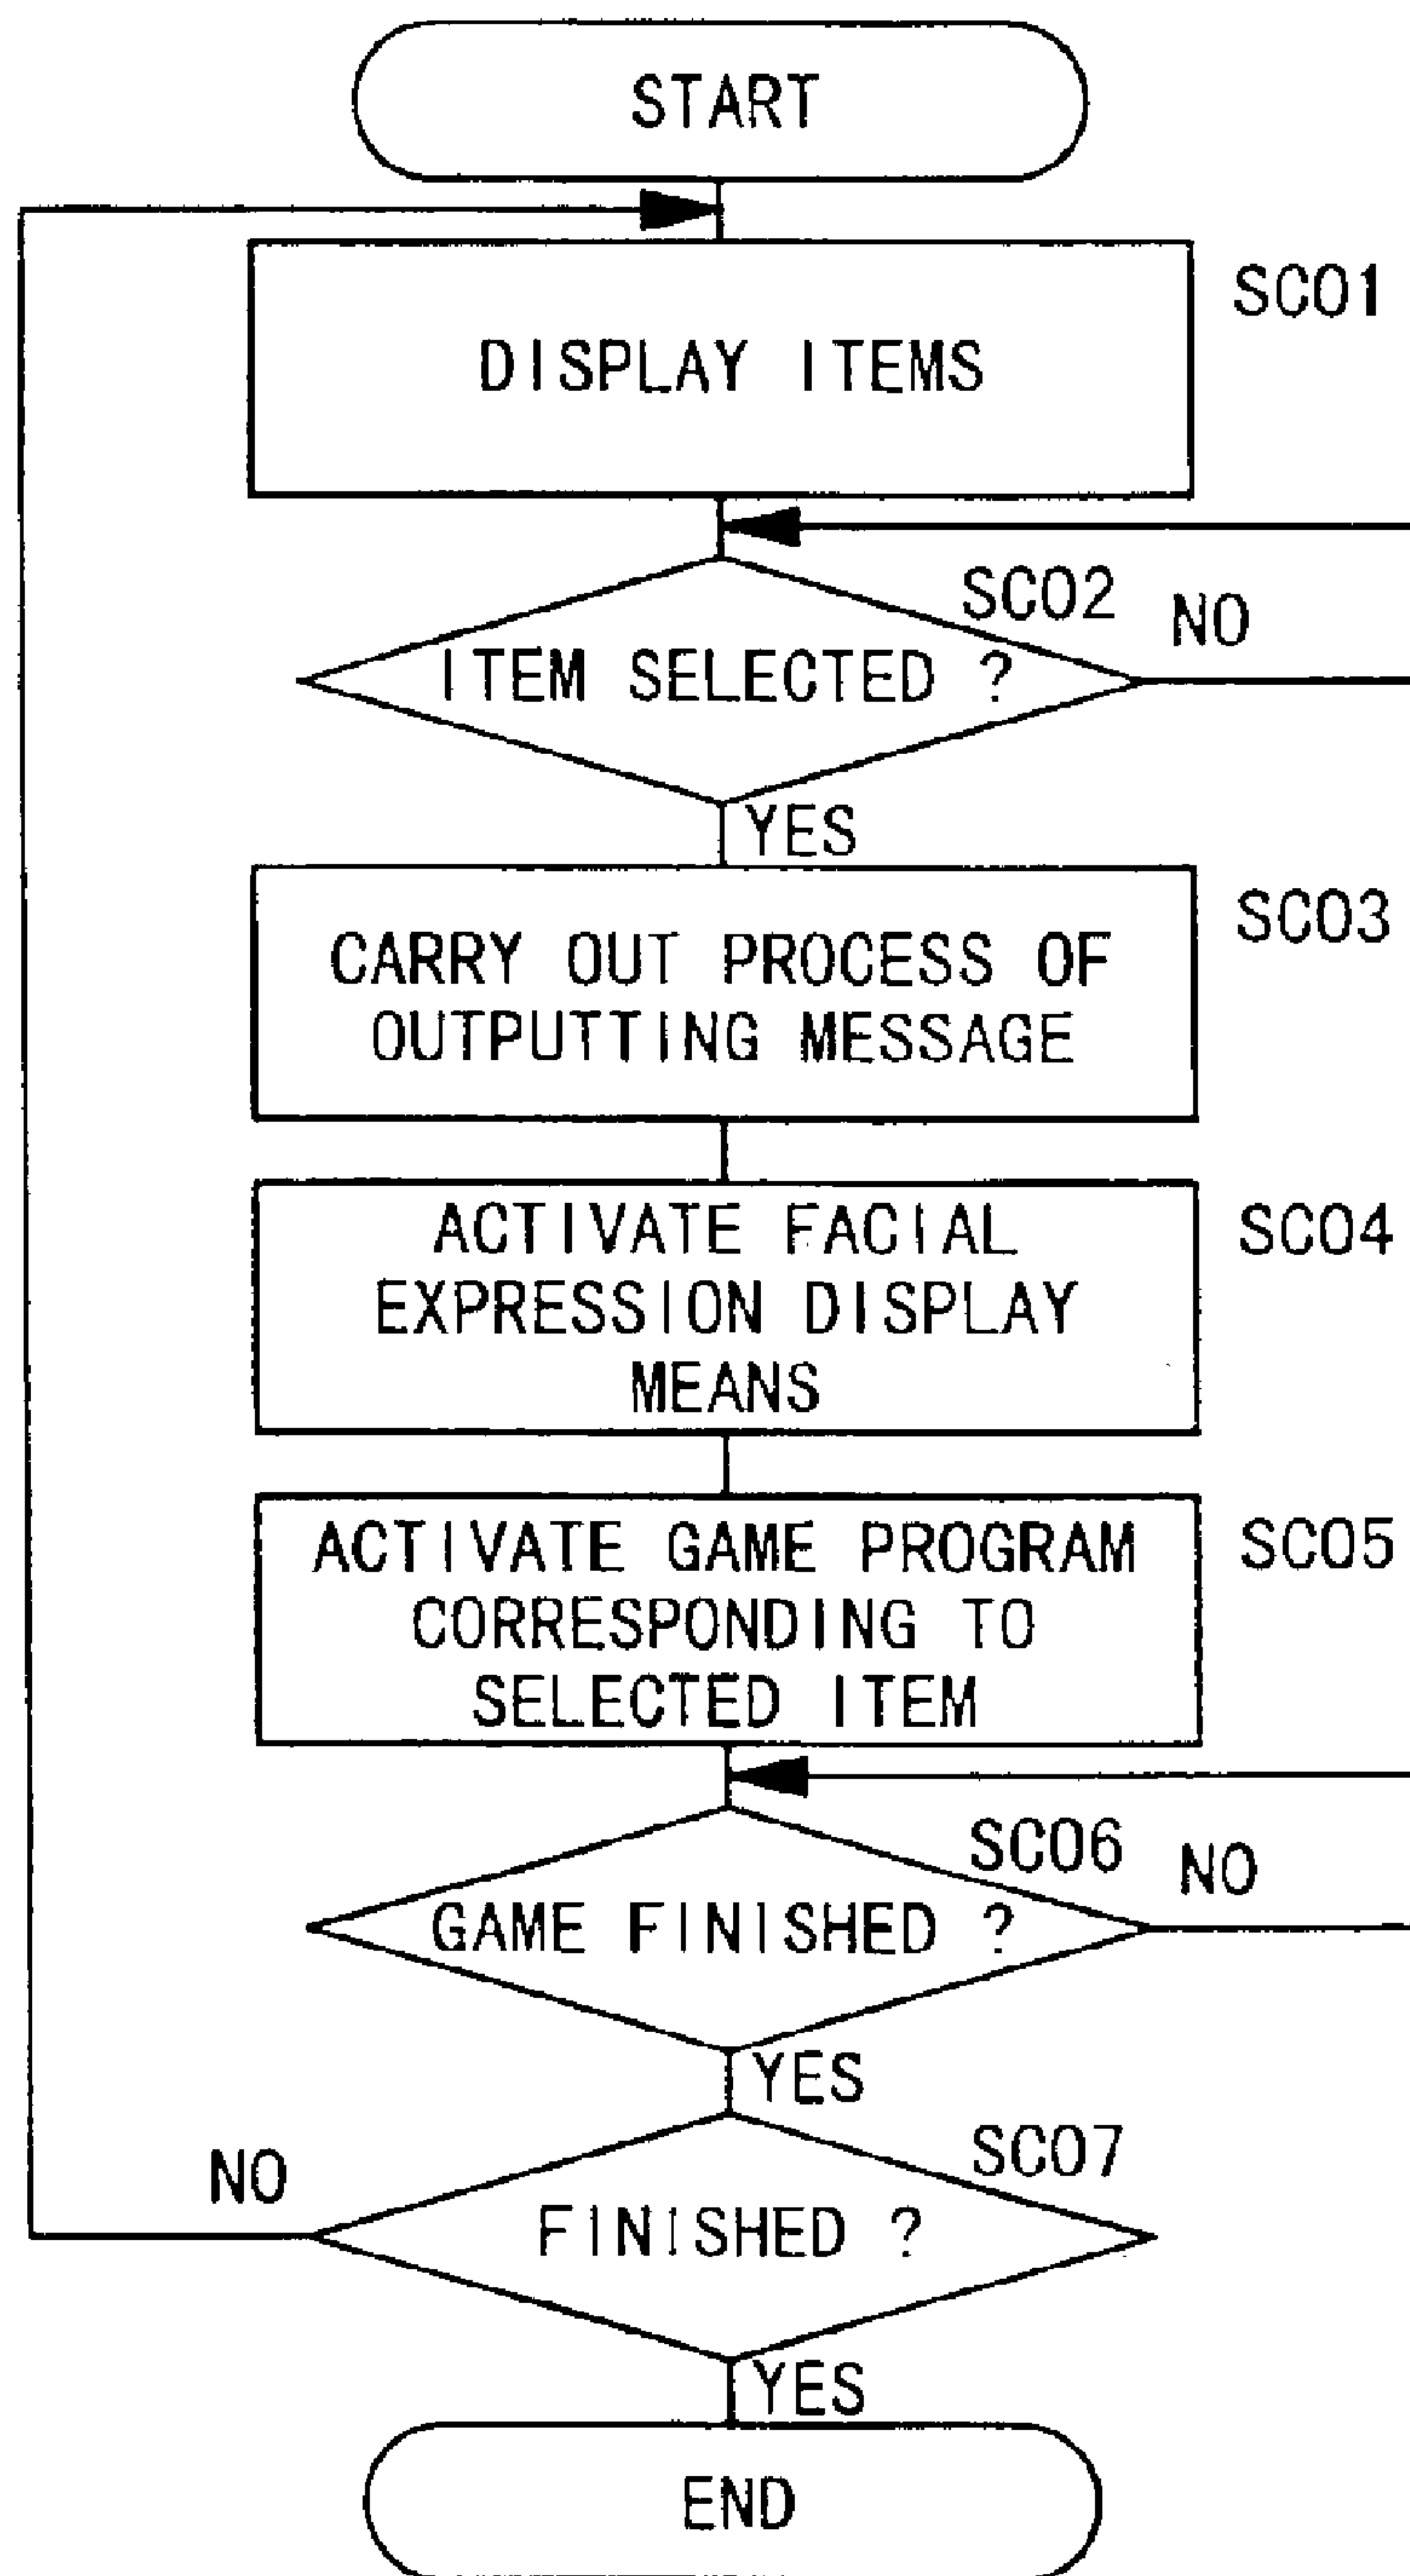 START
SC01
DISPLAY ITEMS
SC02
NO
ITEM SELECTED ?
YES
SC03
CARRY OUT PROCESS OF
OUTPUTTING MESSAGE
SC04
ACTIVATE FACIAL
EXPRESSION DISPLAY
MEANS
SC05
ACTIVATE GAME PROGRAM
CORRESPONDING TO
SELECTED ITEM
SC06
NO
GAME FINISHED ?
YES
SC07
NO
FINISHED ?
YES
END